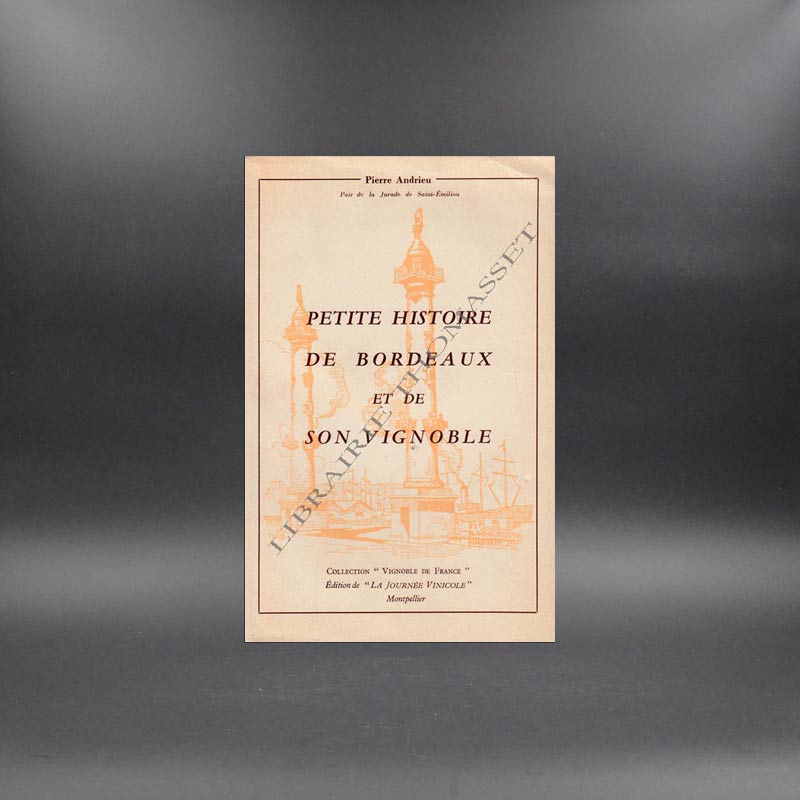 Pierre Andrieu
Pair de la Jurade de Saint-Émilion
PETITE HISTOIRE
DE BORDEAUX
ET DE
SON VIGNOBLE
LIBRAIRIE THOMASSET
COLLECTION “ VIGNOBLE DE FRANCE ”
Édition de “ LA JOURNÉE VINICOLE ”
Montpellier